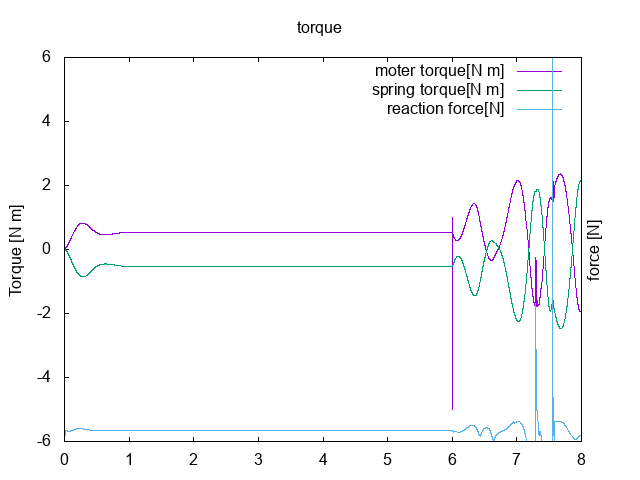 torque
moter torque[N m]
spring torque[N m]
reaction force[N]
6
4
2
0
-2
-4
-6
Torque [N m]
force [N]
0 1 2 3 4 5 6 7 8